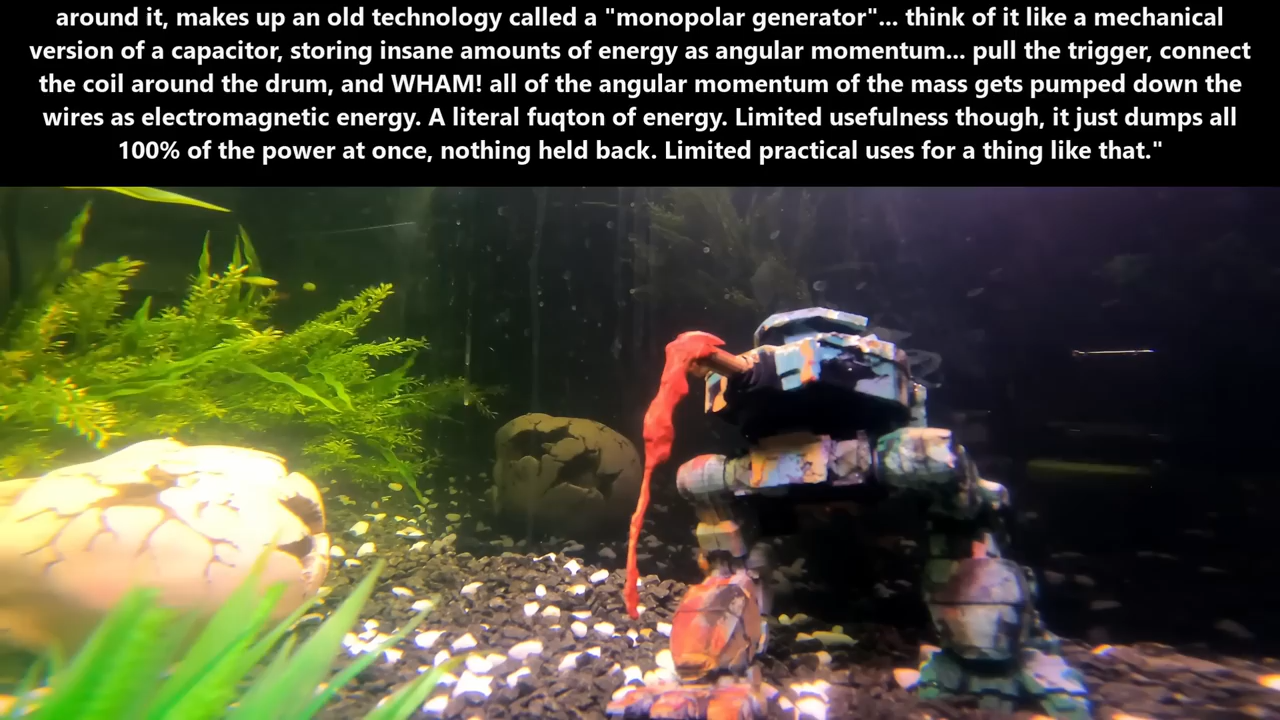 around it, makes up an old technology called a "monopolar generator"... think of it like a mechanical
version of a capacitor, storing insane amounts of energy as angular momentum... pull the trigger, connect
the coil around the drum, and WHAM! all of the angular momentum of the mass gets pumped down the
wires as electromagnetic energy. A literal fuqton of energy. Limited usefulness though, it just dumps all
100% of the power at once, nothing held back. Limited practical uses for a thing like that."